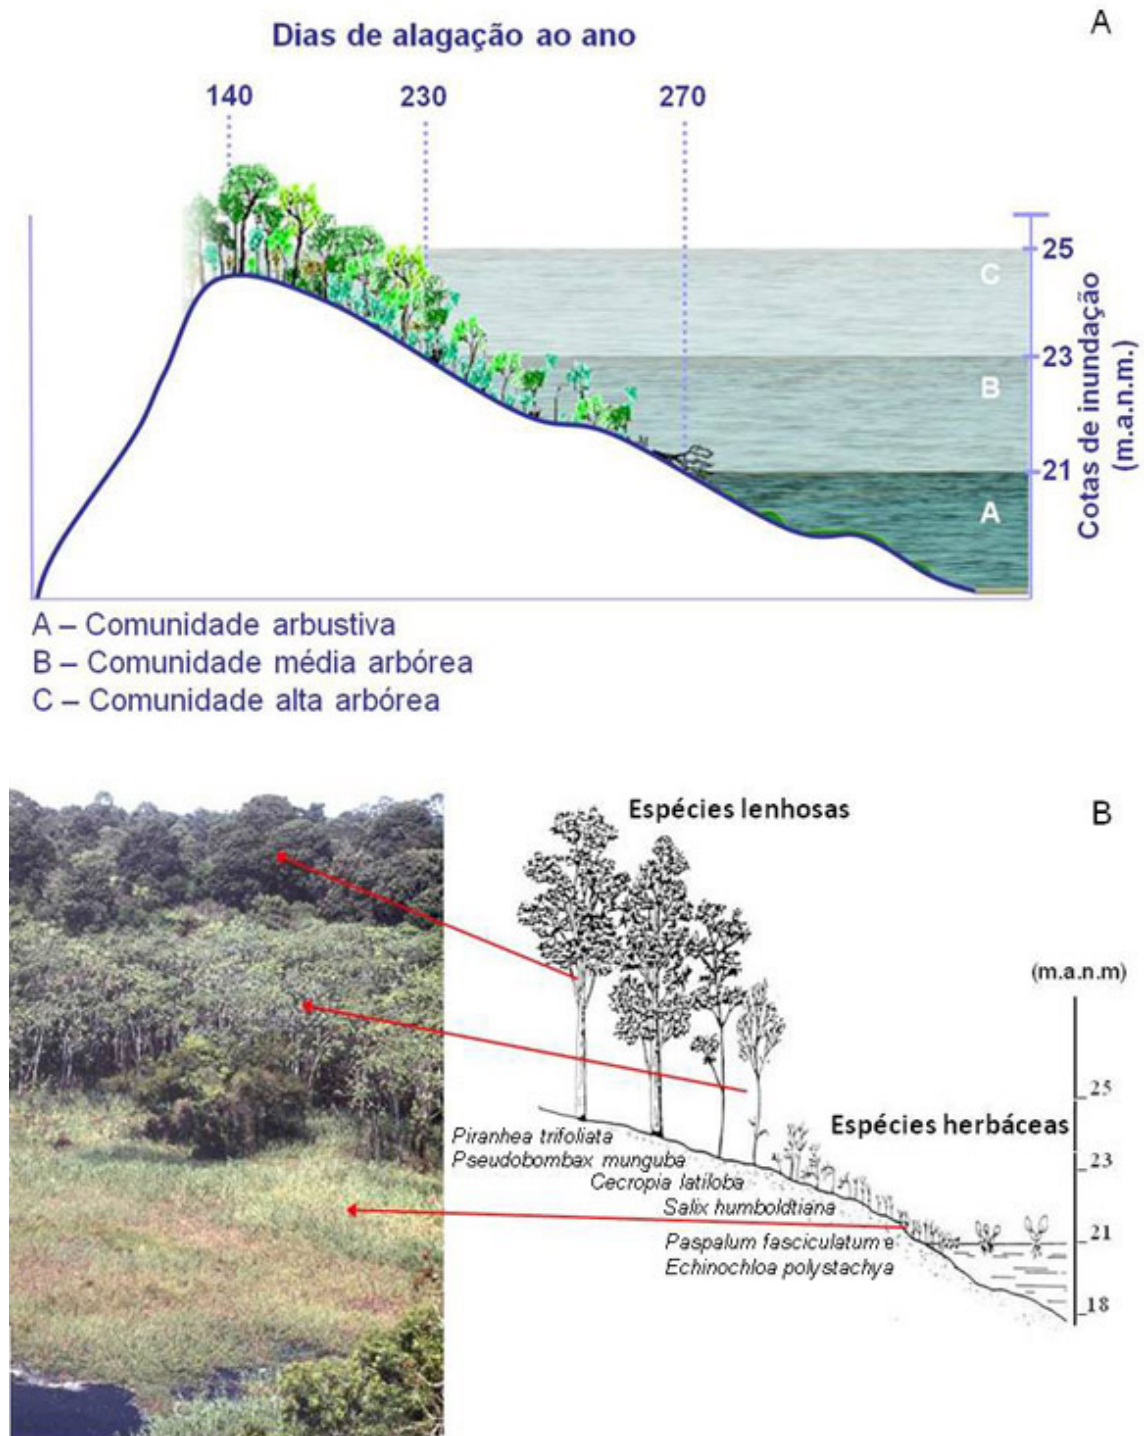 A
Dias de alagação ao ano
140 230 270
25
C
23
B
21
A
Cotas de inundação
(m.a.n.m.)
A – Comunidade arbustiva
B – Comunidade média arbórea
C – Comunidade alta arbórea
B
Espécies lenhosas
(m.a.n.m)
25
Espécies herbáceas
Piranhea trifoliata
Pseudobombax munguba
23
Cecropia latiloba
Salix humboldtiana
Paspalum fasciculatum e
21
Echinochloa polystachya
18